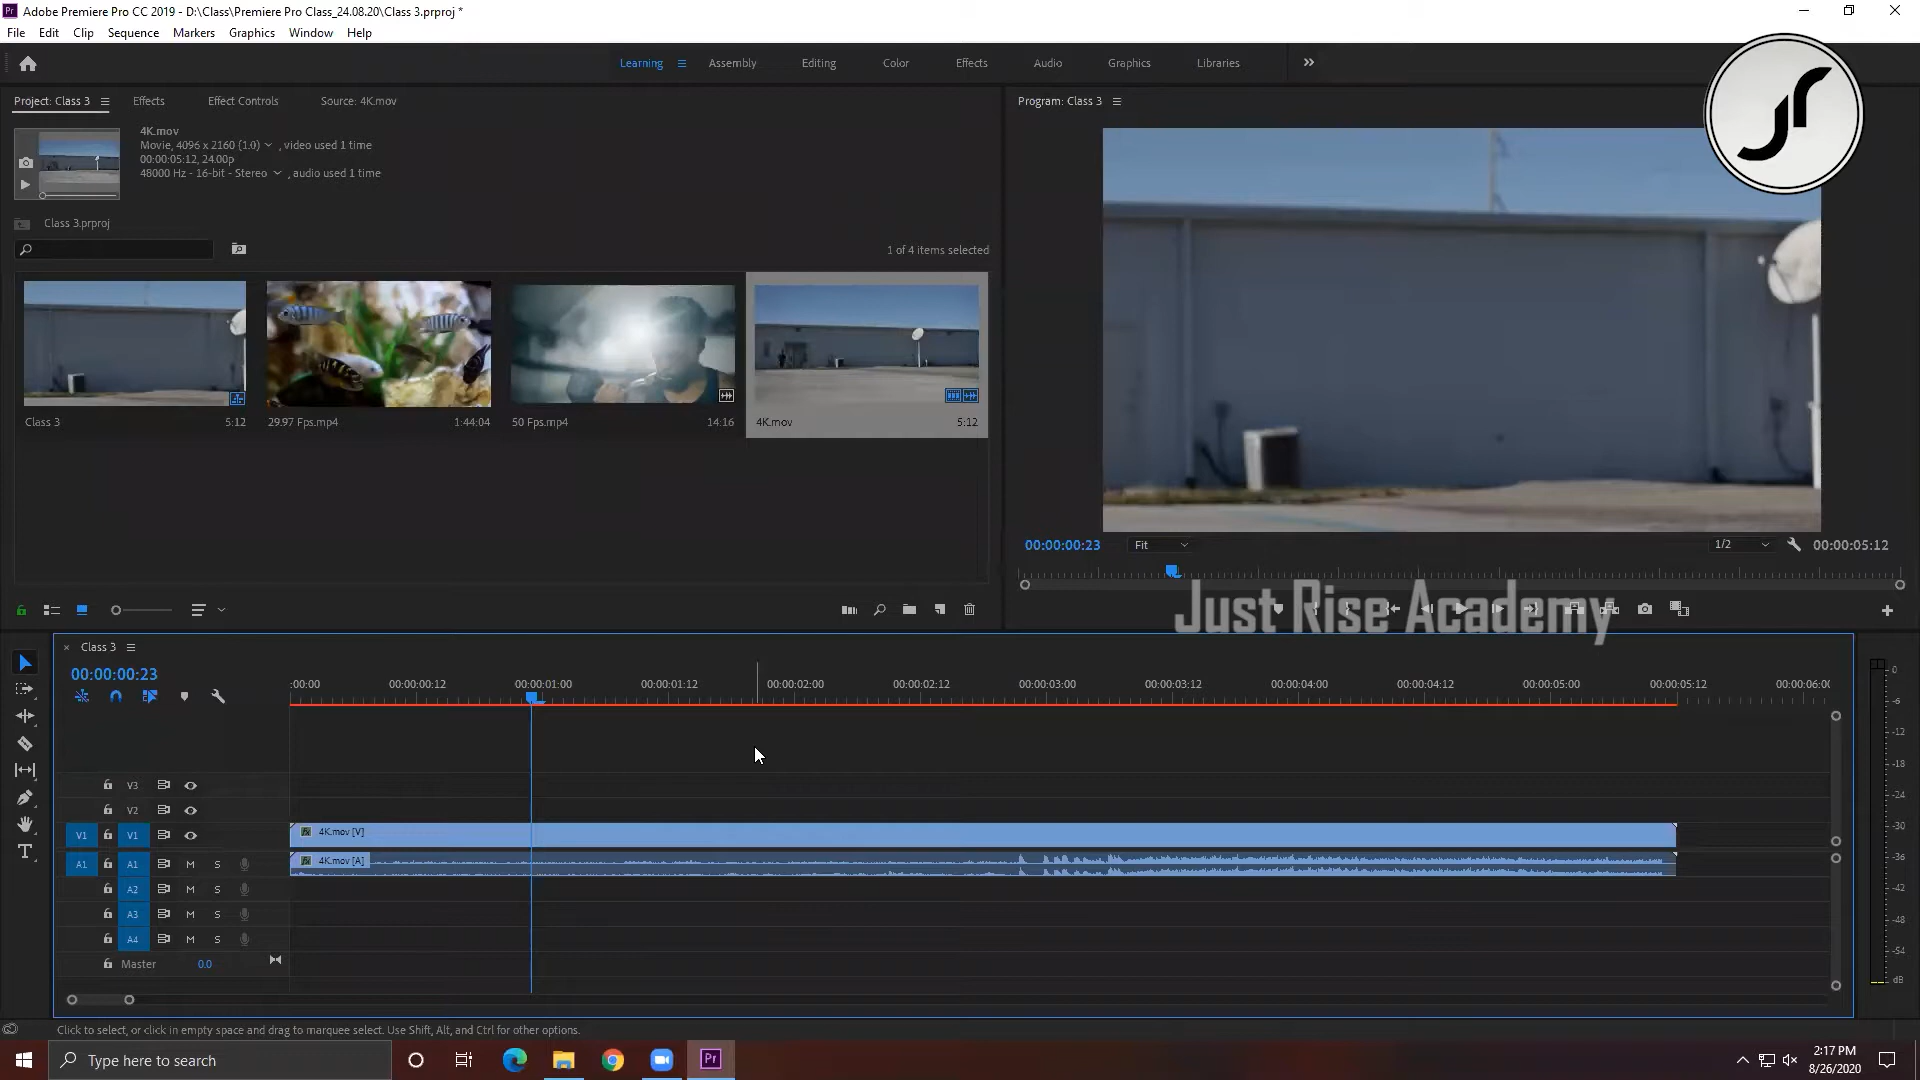 Adobe Premiere Pro CC 2019 - D:\Class\Premiere Pro Class_24.08.20\Class 3.prproj *
File Edit Clip Sequence Markers Graphics Window Help
Learning Assembly Editing Color Effects Audio Graphics Libraries
Project: Class 3 Effects Effect Controls Source: 4K.mov
Program: Class 3
4K.mov
Movie, 4096 x 2160 (1.0) , video used 1 time
00:00:05:12, 24.00p
48000 Hz - 16-bit - Stereo , audio used 1 time
Class 3.prproj
1 of 4 items selected
Class 3 5:12
29.97 Fps.mp4 1:44:04
50 Fps.mp4 14:16
4K.mov 5:12
00:00:00:23 Fit 1/2 00:00:05:12
Just Rise Academy
Class 3
00:00:00:23
:00:00 00:00:00:12 00:00:01:00 00:00:01:12 00:00:02:00 00:00:02:12 00:00:03:00 00:00:03:12 00:00:04:00 00:00:04:12 00:00:05:00 00:00:05:12 00:00:06:00
V3
V2
V1 V1 4K.mov [V]
A1 A1 M S 4K.mov [A]
A2 M S
A3 M S
A4 M S
Master 0.0
0
-6
-12
-18
-24
-30
-36
-42
-48
-54
dB
Click to select, or click in empty space and drag to marquee select. Use Shift, Alt, and Ctrl for other options.
Type here to search
2:17 PM
8/26/2020